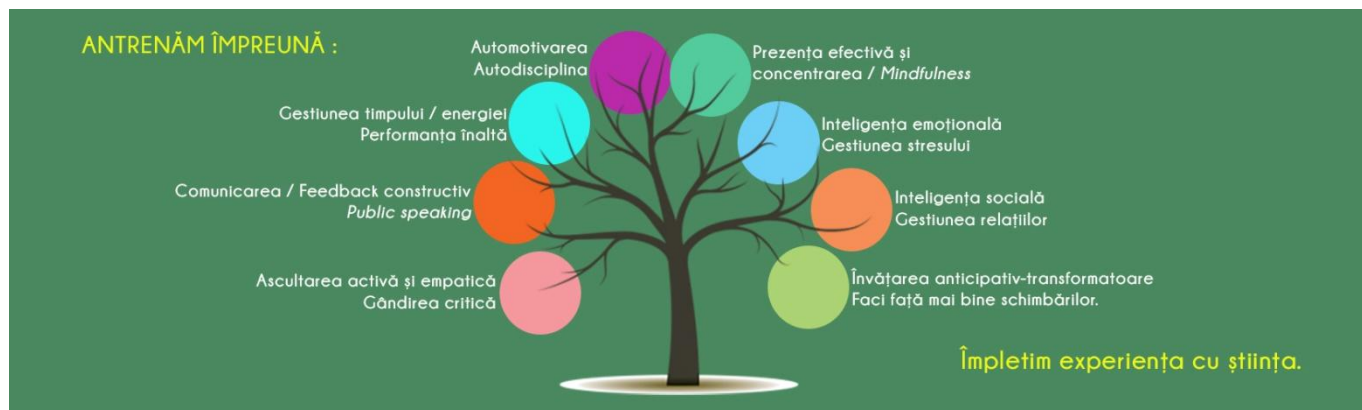 ANTRENĂM ÎMPREUNĂ :
Automotivarea
Autodisciplina
Prezența efectivă și
concentrarea / Mindfulness
Gestiunea timpului / energiei
Performanța înaltă
Inteligența emoțională
Gestiunea stresului
Comunicarea / Feedback constructiv
Public speaking
Inteligența socială
Gestiunea relațiilor
Ascultarea activă și empatică
Gândirea critică
Învățarea anticipativ-transformatoare
Faci față mai bine schimbărilor.
Împletim experiența cu știința.